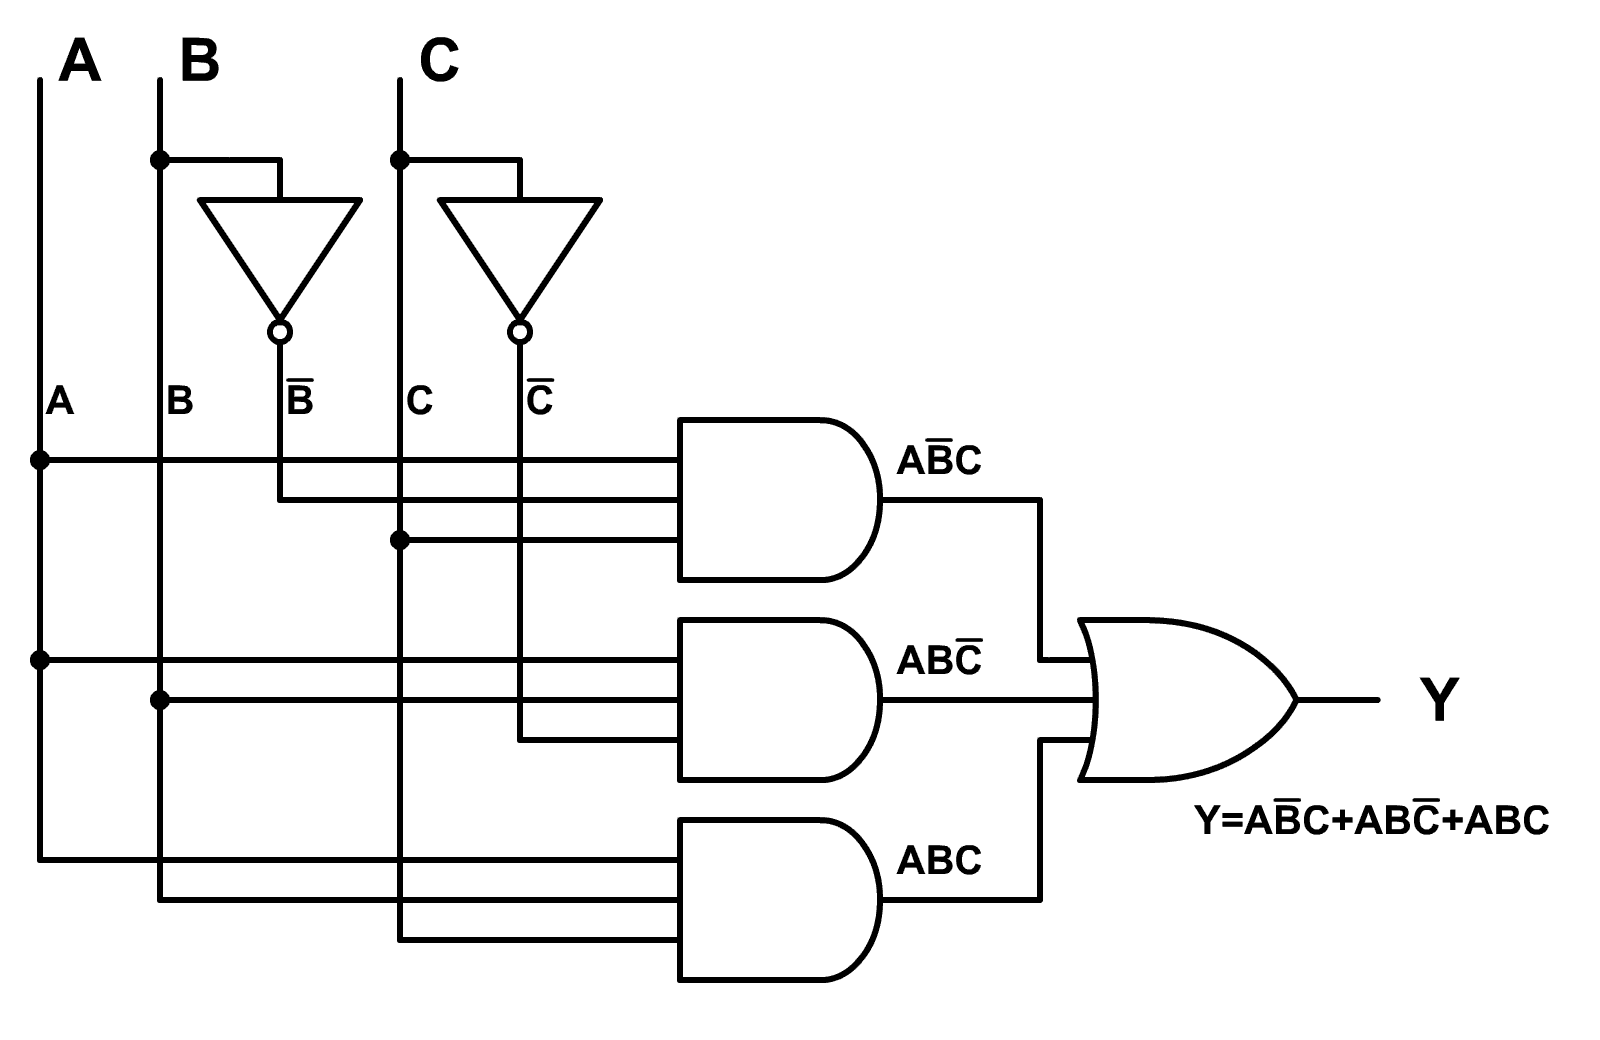 A B C
A B B̅ C C̅
AB̅C
ABC̅
Y
Y=AB̅C+ABC̅+ABC
ABC